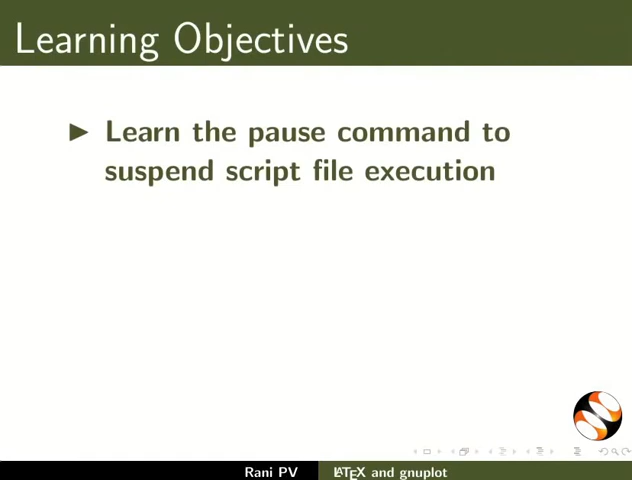 Learning Objectives
Learn the pause command to
suspend script file execution
Rani PV
LATEX and gnuplot